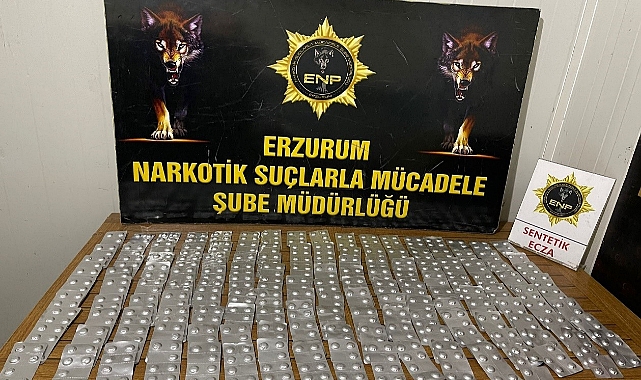 ENP
ERZURUM
NARKOTİK SUÇLARLA MÜCADELE
ŞUBE MÜDÜRLÜĞÜ
ENP
SENTETİK
ECZA